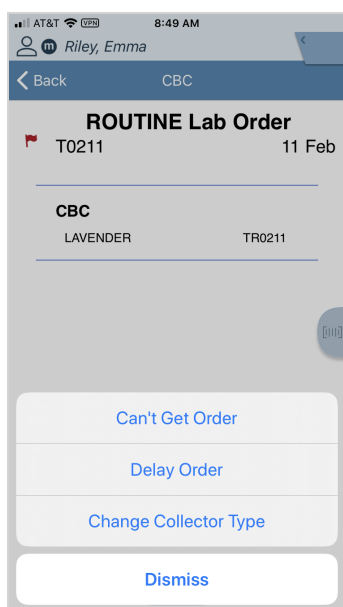 AT&T VPN 8:49 AM
m Riley, Emma
Back CBC
ROUTINE Lab Order
T0211 11 Feb
CBC
LAVENDER TR0211
Can't Get Order
Delay Order
Change Collector Type
Dismiss